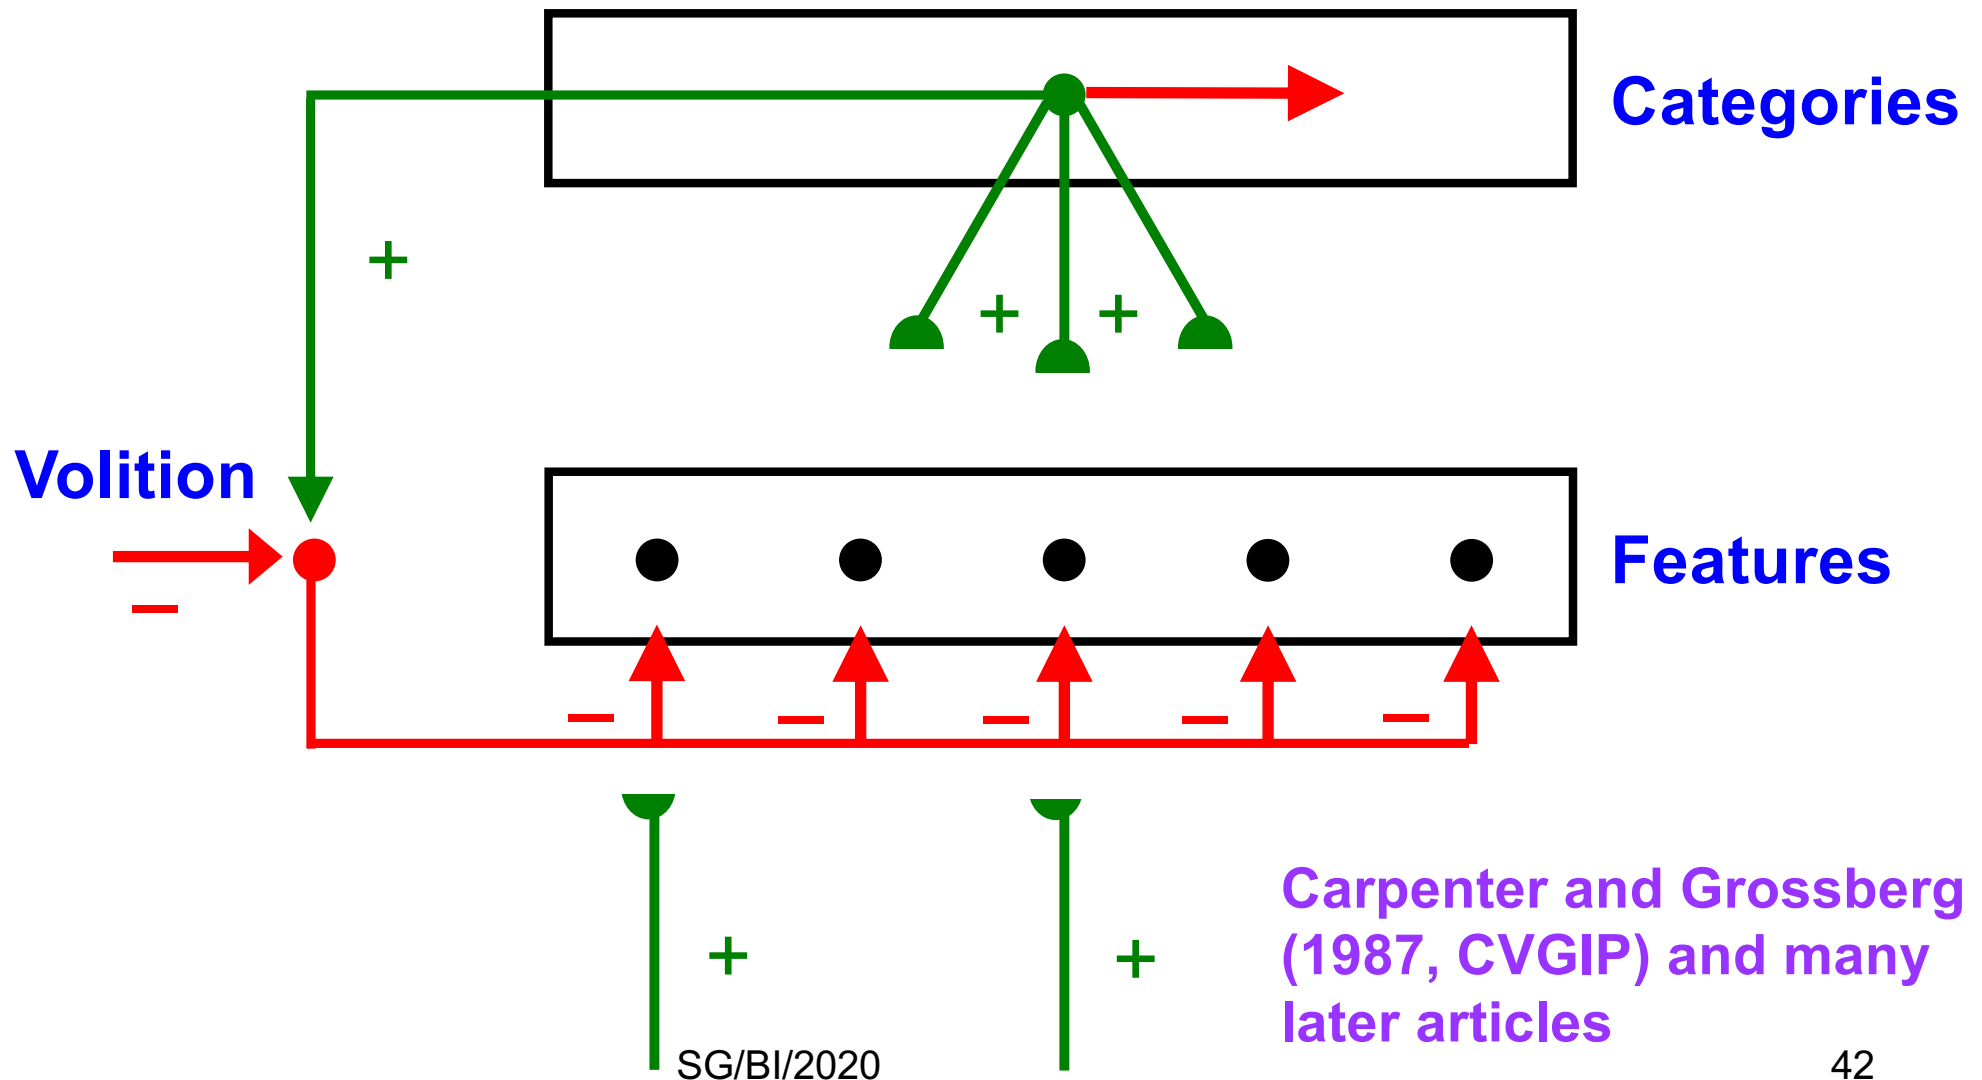 Categories
+
+ +
Volition
Features
–
– – – – –
+ +
Carpenter and Grossberg
(1987, CVGIP) and many
later articles
SG/BI/2020
42